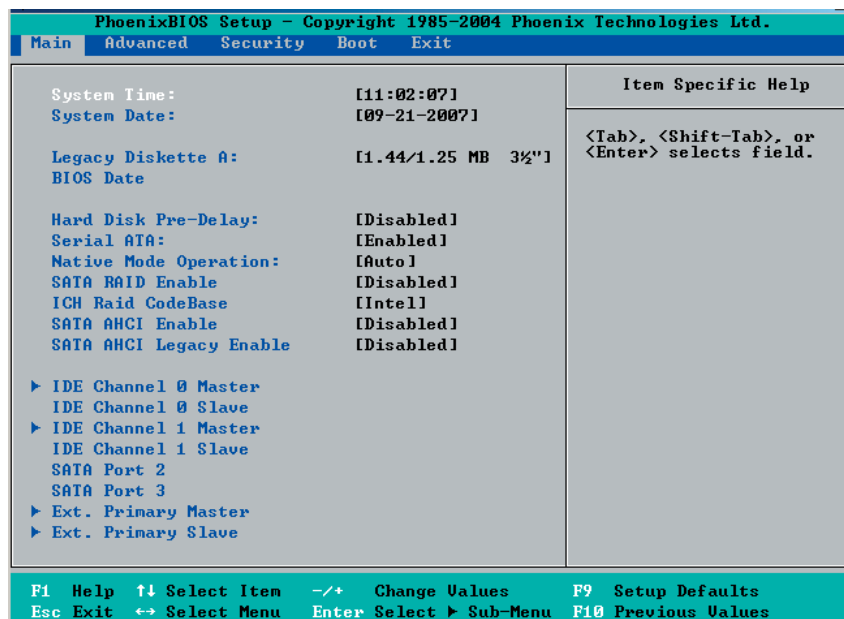 PhoenixBIOS Setup - Copyright 1985-2004 Phoenix Technologies Ltd.
Main Advanced Security Boot Exit
System Time: [11:02:07]
System Date: [09-21-2007]
Legacy Diskette A: [1.44/1.25 MB 3½"]
BIOS Date
Hard Disk Pre-Delay: [Disabled]
Serial ATA: [Enabled]
Native Mode Operation: [Auto]
SATA RAID Enable [Disabled]
ICH Raid CodeBase [Intel]
SATA AHCI Enable [Disabled]
SATA AHCI Legacy Enable [Disabled]
▶ IDE Channel 0 Master
IDE Channel 0 Slave
▶ IDE Channel 1 Master
IDE Channel 1 Slave
SATA Port 2
SATA Port 3
▶ Ext. Primary Master
▶ Ext. Primary Slave
Item Specific Help
<Tab>, <Shift-Tab>, or
<Enter> selects field.
F1 Help ↑↓ Select Item -/+ Change Values F9 Setup Defaults
Esc Exit ↔ Select Menu Enter Select ▶ Sub-Menu F10 Previous Values